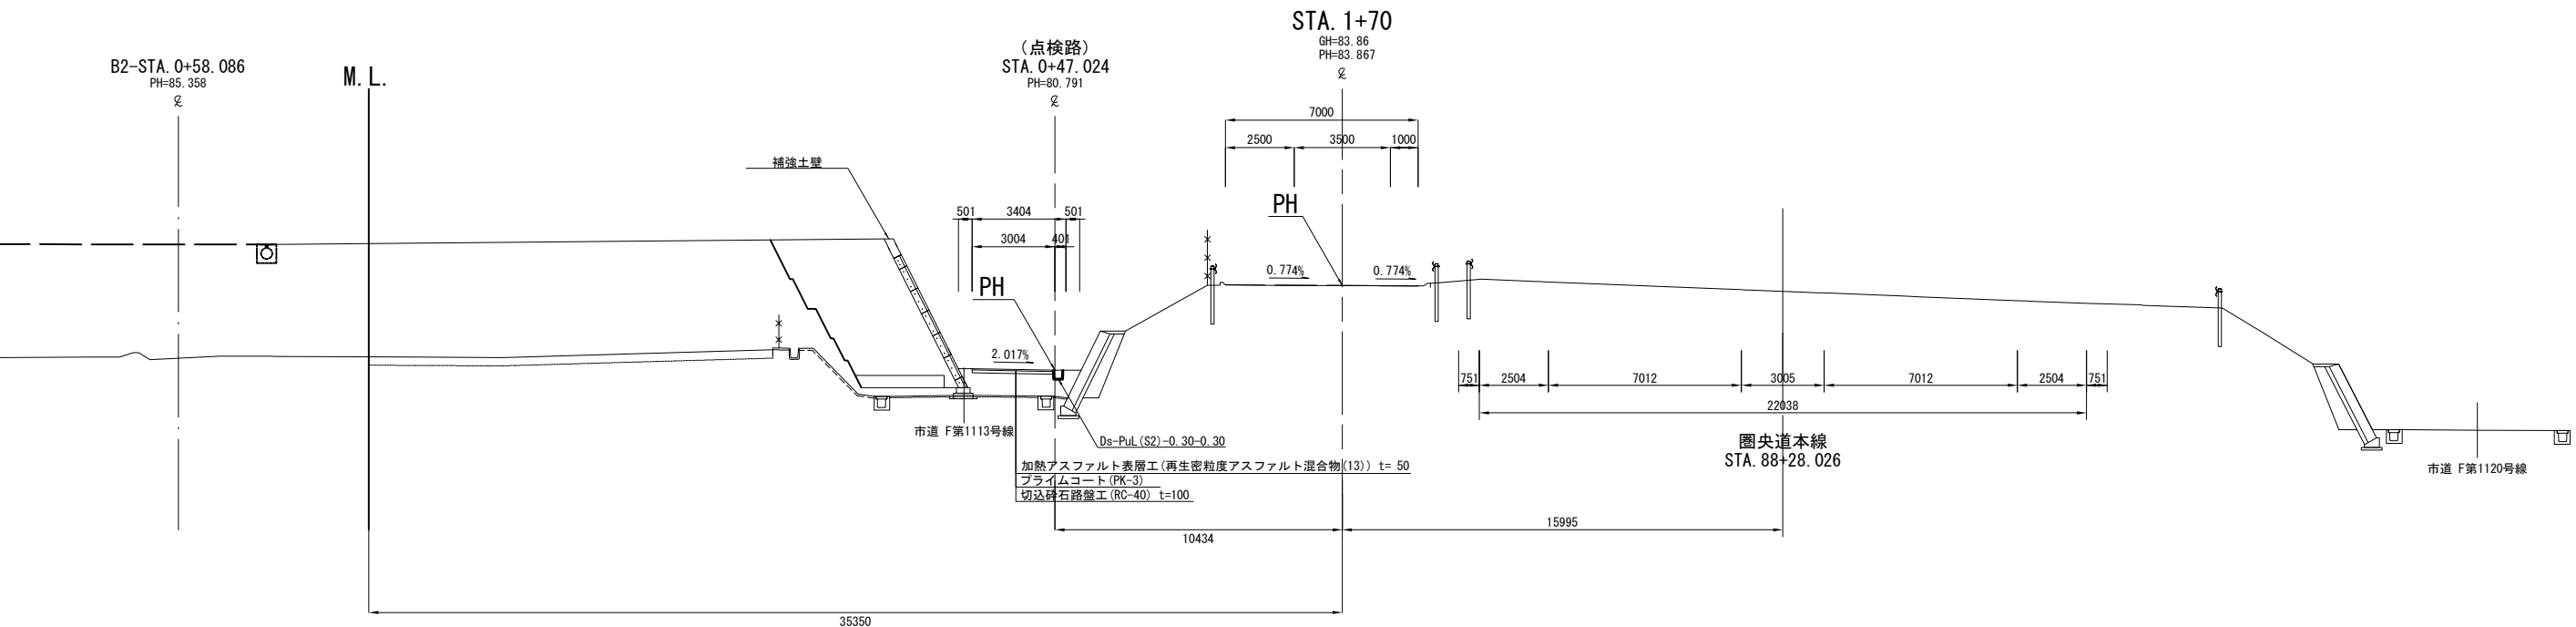 STA.1+70
GH=83.86
PH=83.867
℄
(点検路)
STA.0+47.024
PH=80.791
℄
B2-STA.0+58.086
PH=85.358
℄
M.L.
7000
2500
3500
1000
補強土壁
PH
501
3404
501
3004
401
0.774%
0.774%
PH
2.017%
751
2504
7012
3005
7012
2504
751
22038
市道 F第1113号線
Ds-PuL(S2)-0.30-0.30
圏央道本線
STA.88+28.026
加熱アスファルト表層工(再生密粒度アスファルト混合物(13)) t= 50
プライムコート(PK-3)
切込砕石路盤工(RC-40) t=100
市道 F第1120号線
15995
10434
35350